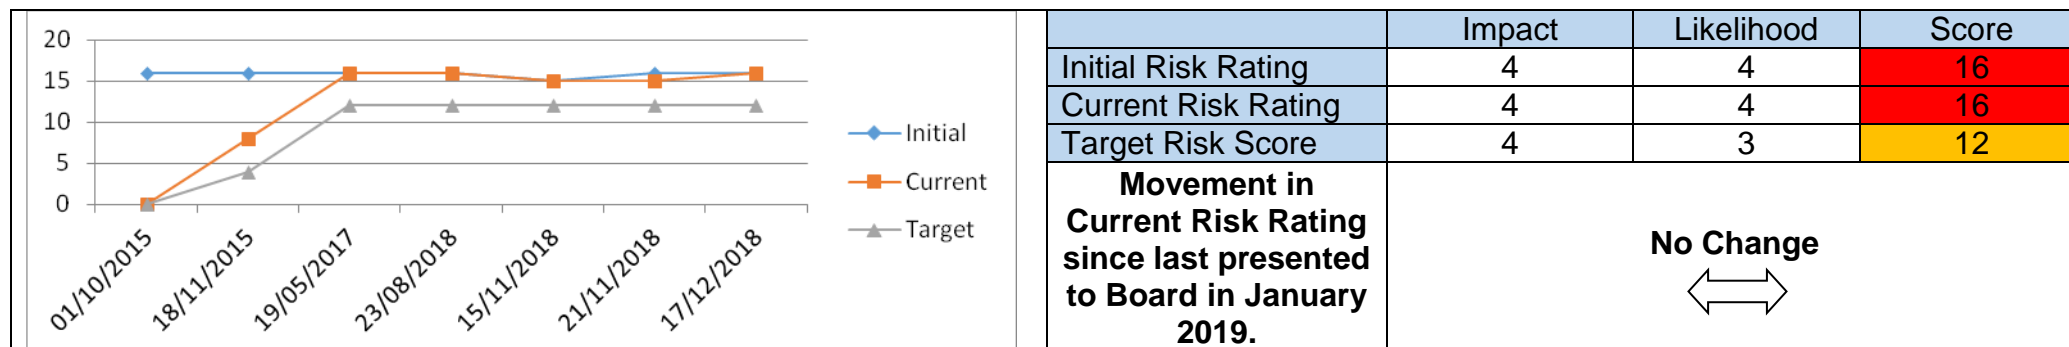 20
15
10
5
0
01/10/2015
18/11/2015
19/05/2017
23/08/2018
15/11/2018
21/11/2018
17/12/2018
Initial
Current
Target
Impact Likelihood Score
Initial Risk Rating 4 4 16
Current Risk Rating 4 4 16
Target Risk Score 4 3 12
Movement in
Current Risk Rating
since last presented
to Board in January
2019.
No Change